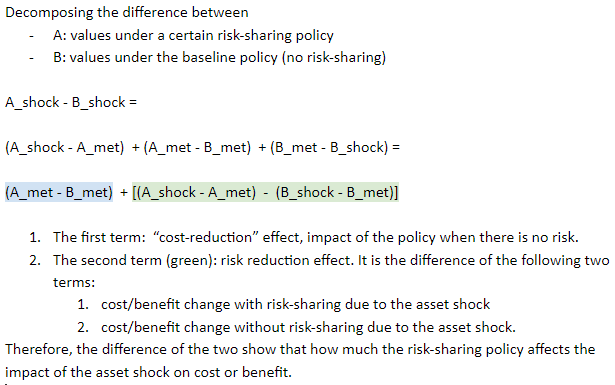 Decomposing the difference between
- A: values under a certain risk-sharing policy
- B: values under the baseline policy (no risk-sharing)
A_shock - B_shock =
(A_shock - A_met) + (A_met - B_met) + (B_met - B_shock) =
(A_met - B_met) + [(A_shock - A_met) - (B_shock - B_met)]
1. The first term: “cost-reduction” effect, impact of the policy when there is no risk.
2. The second term (green): risk reduction effect. It is the difference of the following two
terms:
1. cost/benefit change with risk-sharing due to the asset shock
2. cost/benefit change without risk-sharing due to the asset shock.
Therefore, the difference of the two show that how much the risk-sharing policy affects the
impact of the asset shock on cost or benefit.